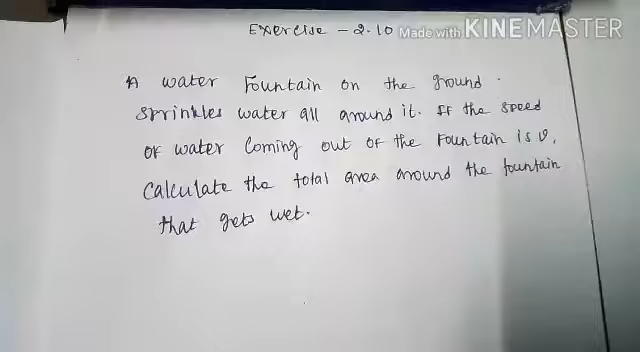 Exercise - 2.10
Made with KINEMASTER
A water Fountain on the ground.
sprinkles water all around it. If the speed
of water Coming out of the Fountain is v,
Calculate the total area around the fountain
that gets wet.